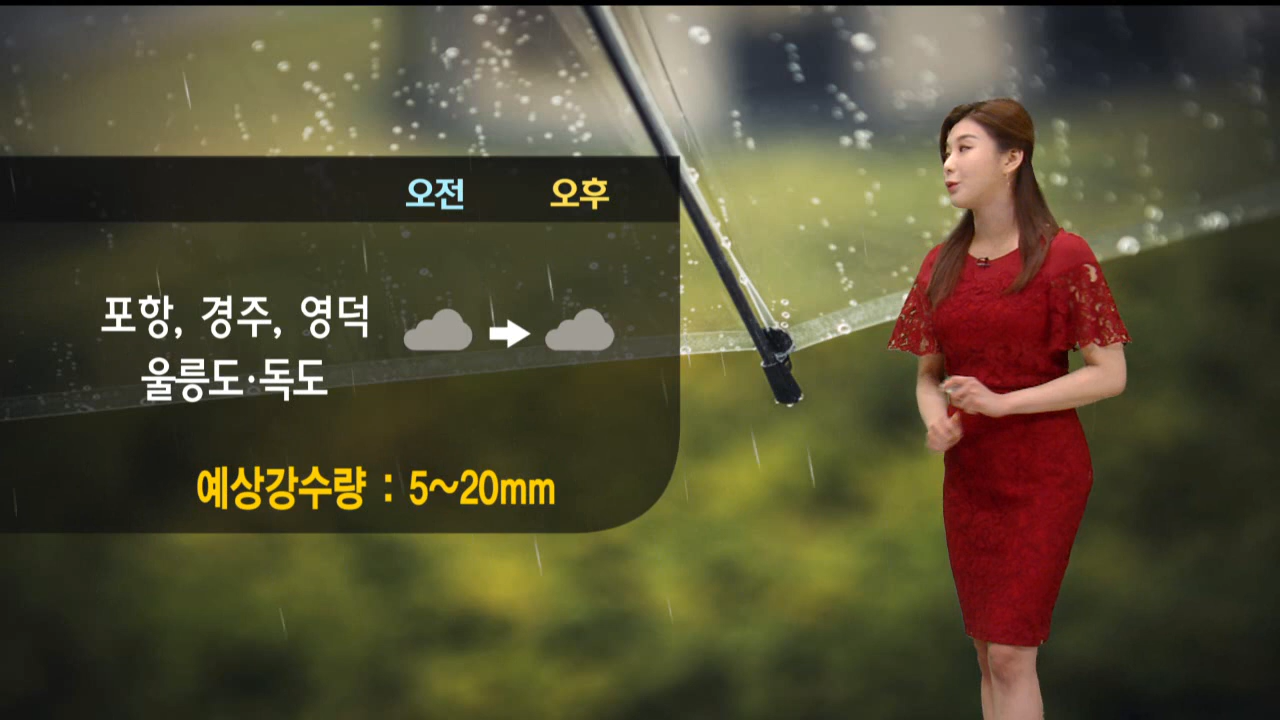 오전 오후
포항, 경주, 영덕
울릉도·독도
예상강수량 : 5~20mm